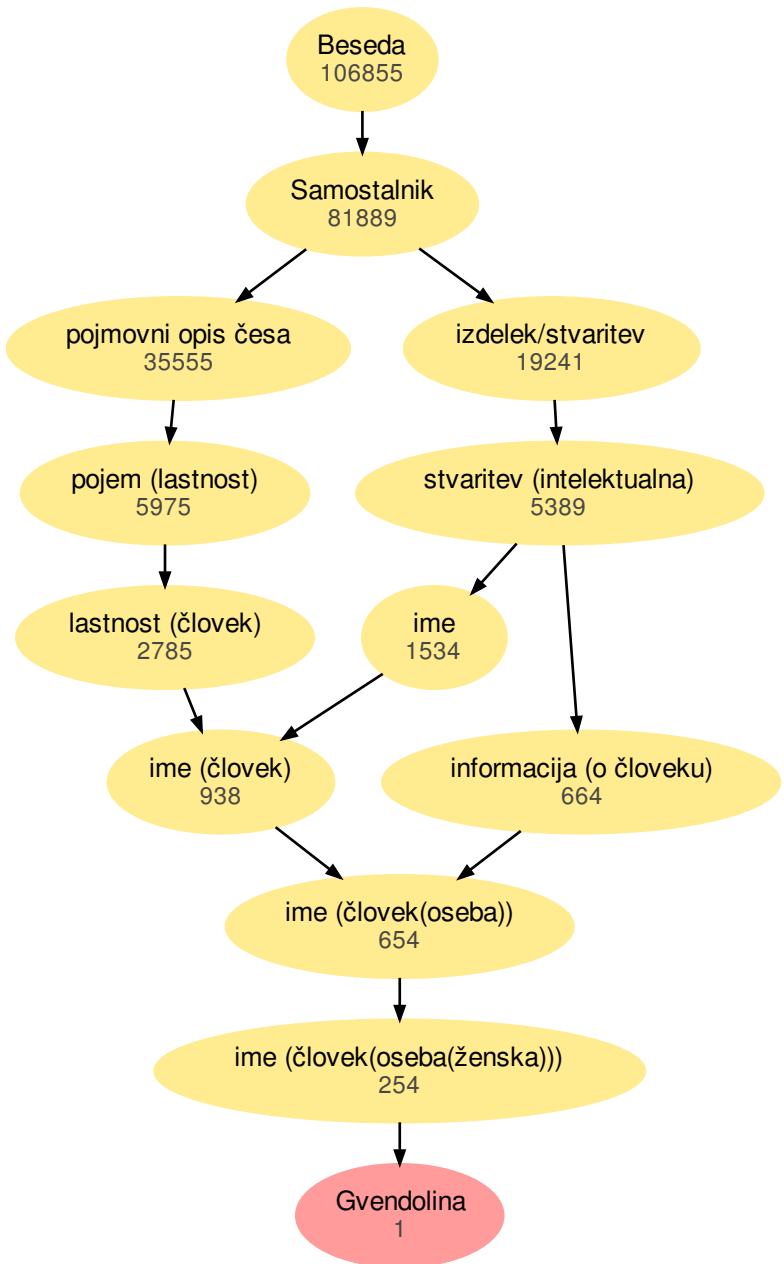 Beseda
106855
Samostalnik
81889
pojmovni opis česa
35555
izdelek/stvaritev
19241
pojem (lastnost)
5975
stvaritev (intelektualna)
5389
lastnost (človek)
2785
ime
1534
ime (človek)
938
informacija (o človeku)
664
ime (človek(oseba))
654
ime (človek(oseba(ženska)))
254
Gvendolina
1